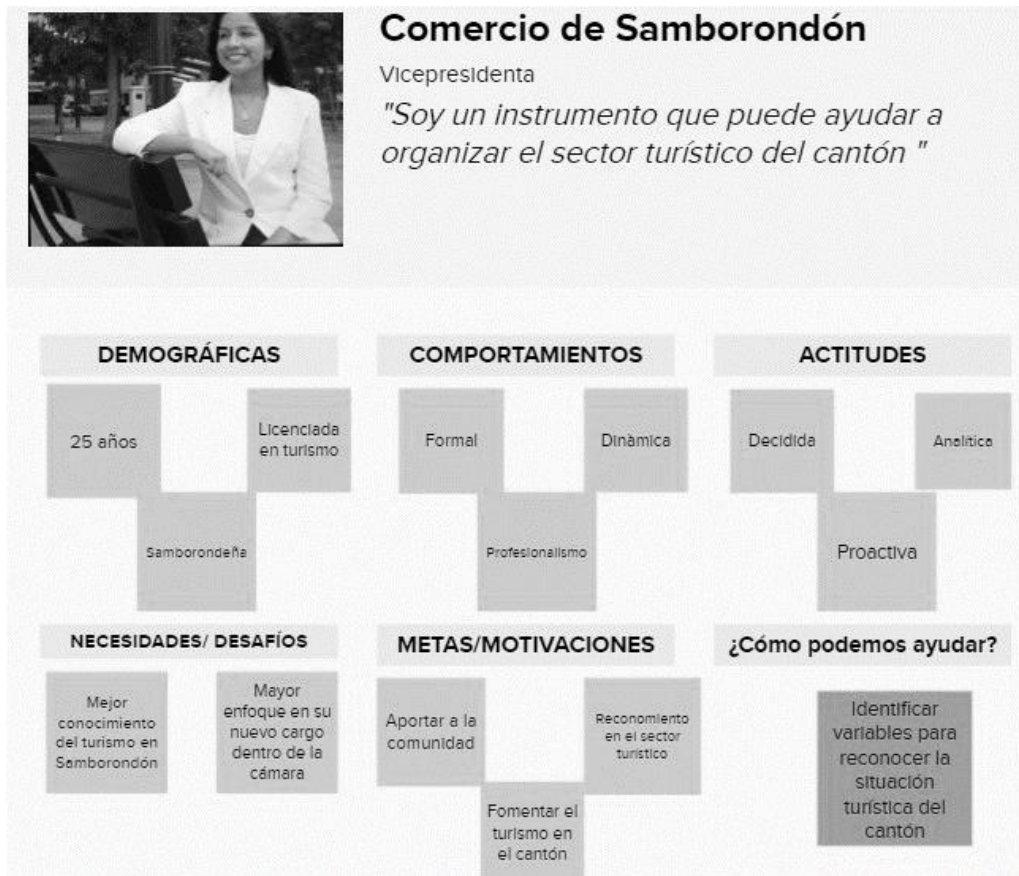 Comercio de Samborondón
Vicepresidenta
"Soy un instrumento que puede ayudar a
organizar el sector turístico del cantón "
DEMOGRÁFICAS
25 años
Licenciada
en turismo
Samborondeña
COMPORTAMIENTOS
Formal
Dinàmica
Profesionalismo
ACTITUDES
Decidida
Analítica
Proactiva
NECESIDADES/ DESAFÍOS
Mejor
conocimiento
del turismo en
Samborondón
Mayor
enfoque en su
nuevo cargo
dentro de la
cámara
METAS/MOTIVACIONES
Aportar a la
comunidad
Reconomiento
en el sector
turístico
Fomentar el
turismo en
el cantón
¿Cómo podemos ayudar?
Identificar
variables para
reconocer la
situación
turística del
cantón